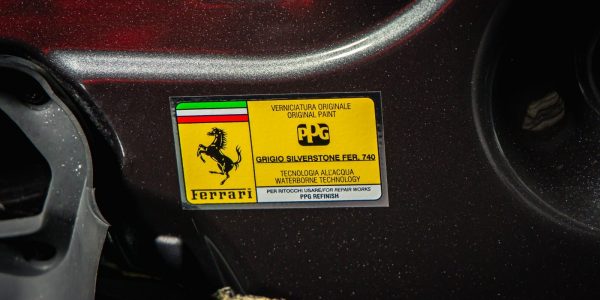 VERNICIATURA ORIGINALE
ORIGINAL PAINT
PPG
GRIGIO SILVERSTONE FER. 740
TECNOLOGIA ALL'ACQUA
WATERBORNE TECHNOLOGY
PER RITOCCHI USARE/FOR REPAIR WORKS
PPG REFINISH
Ferrari